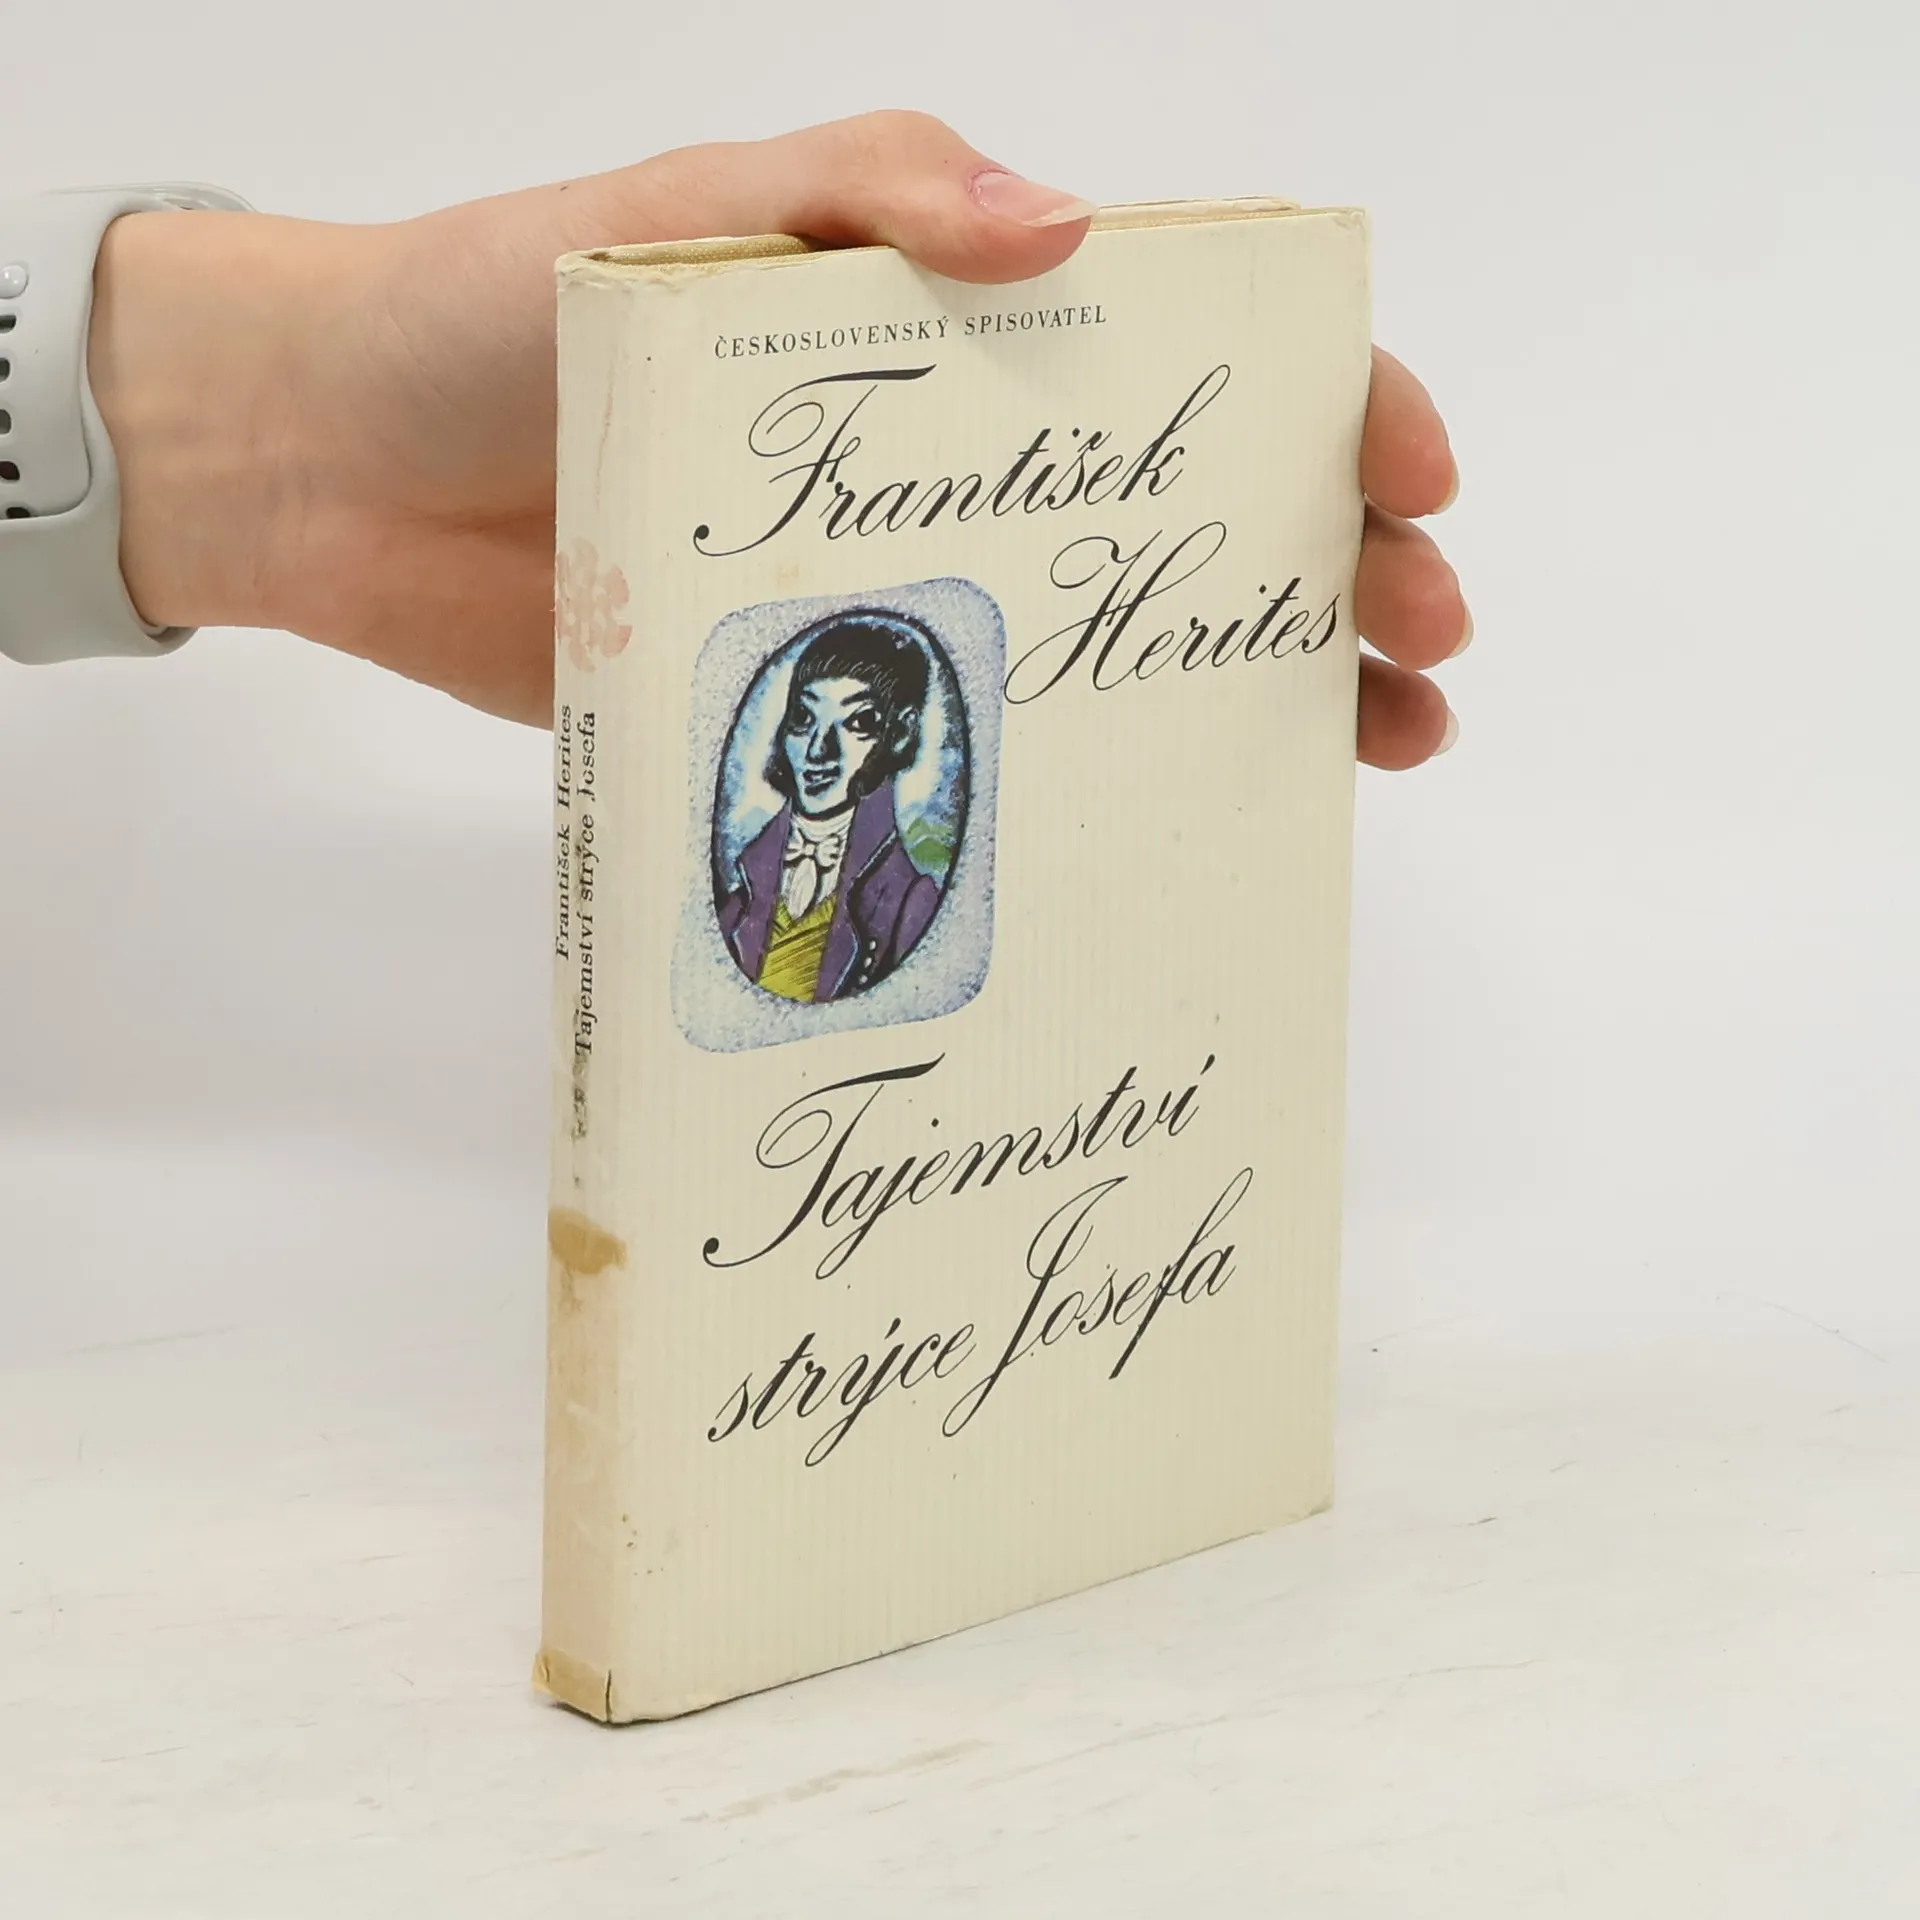 ČESKOSLOVENSKÝ SPISOVATEL
František
Herites
Tajemství
strýce Josefa
František Herites
Tajemství strýce Josefa